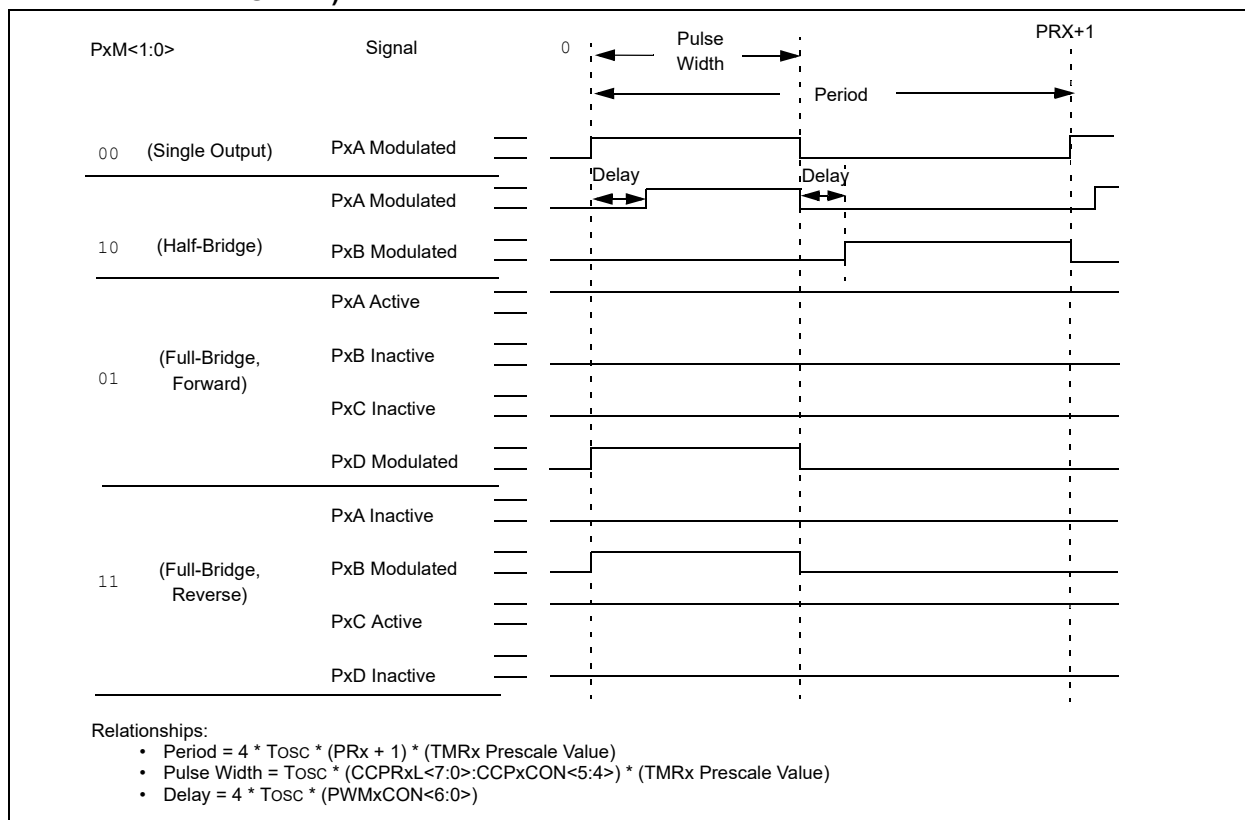 PxM<1:0>
Signal
0
Pulse
Width
PRX+1
Period
00 (Single Output) PxA Modulated
Delay
Delay
PxA Modulated
10 (Half-Bridge) PxB Modulated
PxA Active
PxB Inactive
01 (Full-Bridge,
Forward)
PxC Inactive
PxD Modulated
PxA Inactive
PxB Modulated
11 (Full-Bridge,
Reverse)
PxC Active
PxD Inactive
Relationships:
• Period = 4 * TOSC * (PRx + 1) * (TMRx Prescale Value)
• Pulse Width = TOSC * (CCPRxL<7:0>:CCPxCON<5:4>) * (TMRx Prescale Value)
• Delay = 4 * TOSC * (PWMxCON<6:0>)